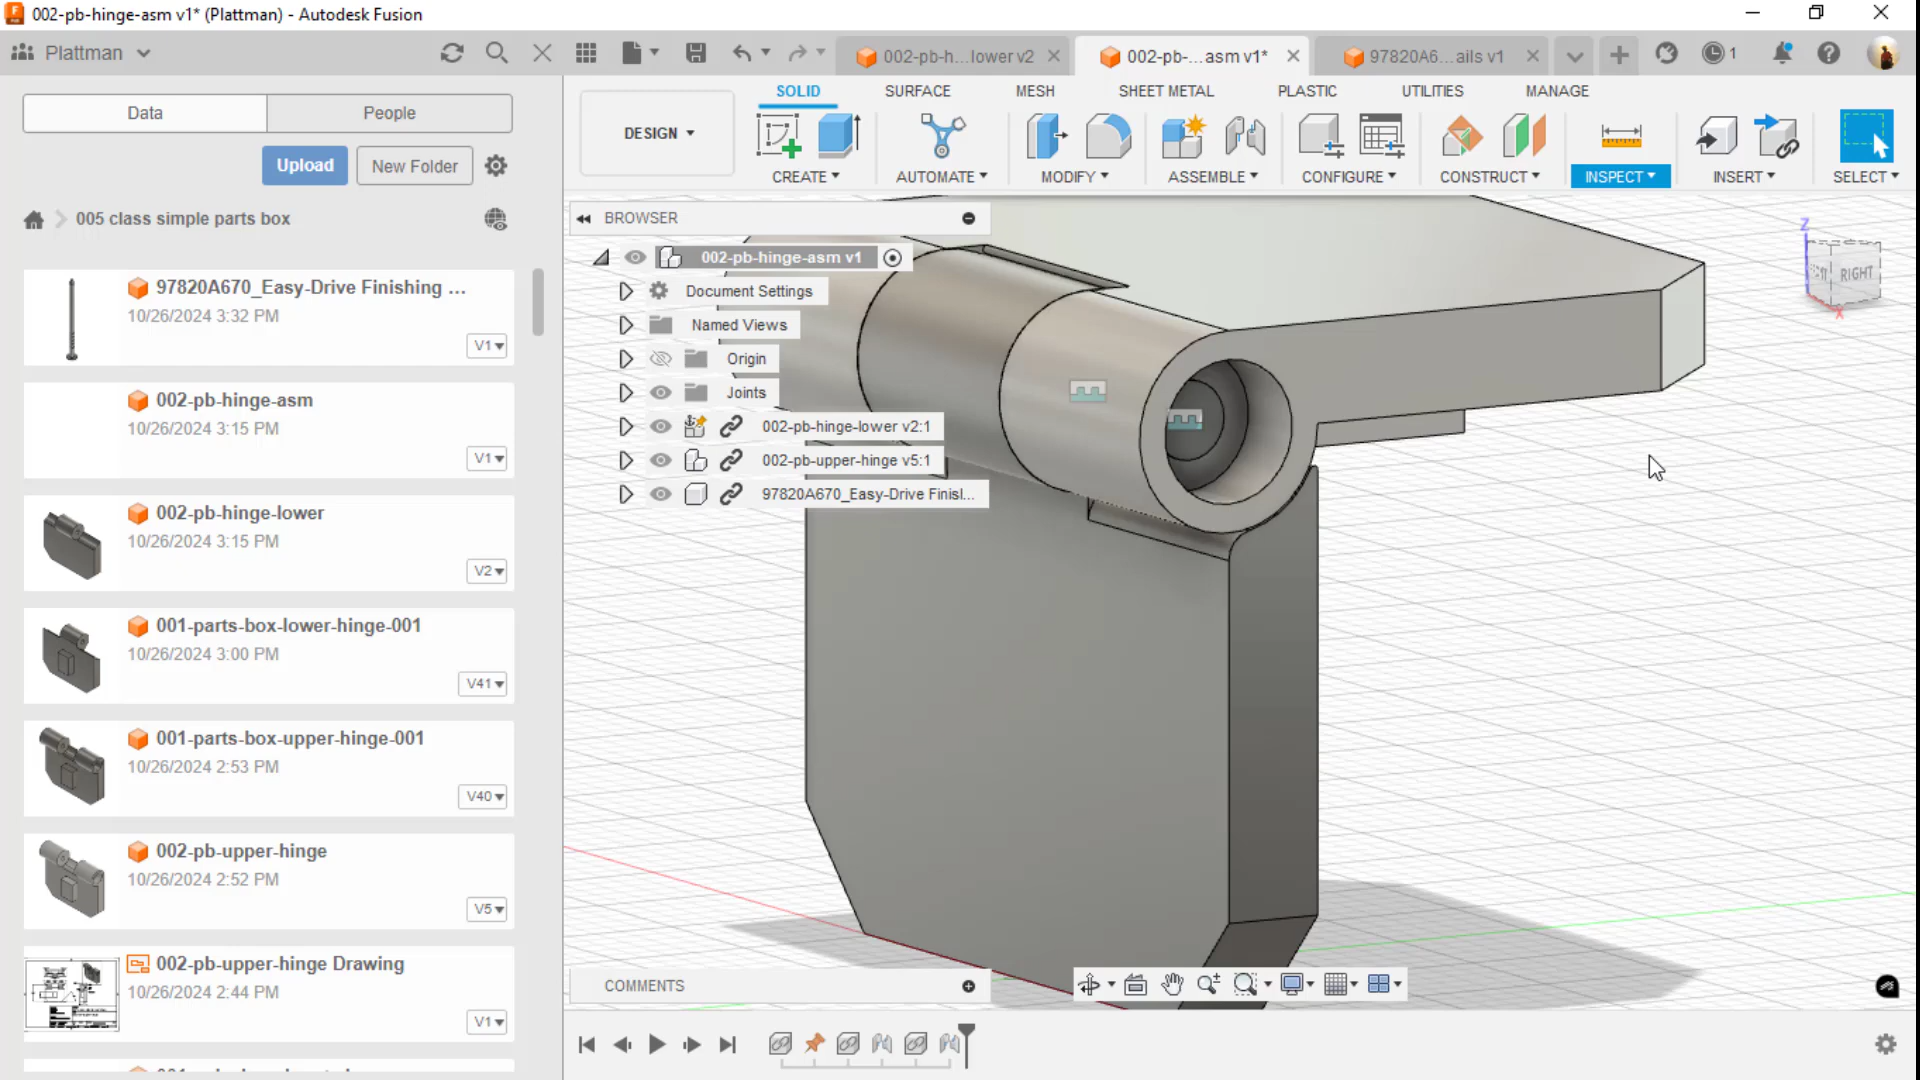 002-pb-hinge-asm v1* (Plattman) - Autodesk Fusion
Plattman
002-pb-h...lower v2
002-pb-...asm v1*
97820A6...ails v1
1
Data
People
Upload
New Folder
005 class simple parts box
97820A670_Easy-Drive Finishing ...
10/26/2024 3:32 PM
V1
002-pb-hinge-asm
10/26/2024 3:15 PM
V1
002-pb-hinge-lower
10/26/2024 3:15 PM
V2
001-parts-box-lower-hinge-001
10/26/2024 3:00 PM
V41
001-parts-box-upper-hinge-001
10/26/2024 2:53 PM
V40
002-pb-upper-hinge
10/26/2024 2:52 PM
V5
002-pb-upper-hinge Drawing
10/26/2024 2:44 PM
V1
DESIGN
SOLID
SURFACE
MESH
SHEET METAL
PLASTIC
UTILITIES
MANAGE
CREATE
AUTOMATE
MODIFY
ASSEMBLE
CONFIGURE
CONSTRUCT
INSPECT
INSERT
SELECT
BROWSER
002-pb-hinge-asm v1
Document Settings
Named Views
Origin
Joints
002-pb-hinge-lower v2:1
002-pb-upper-hinge v5:1
97820A670_Easy-Drive Finisl...
Z
RIGHT
X
COMMENTS